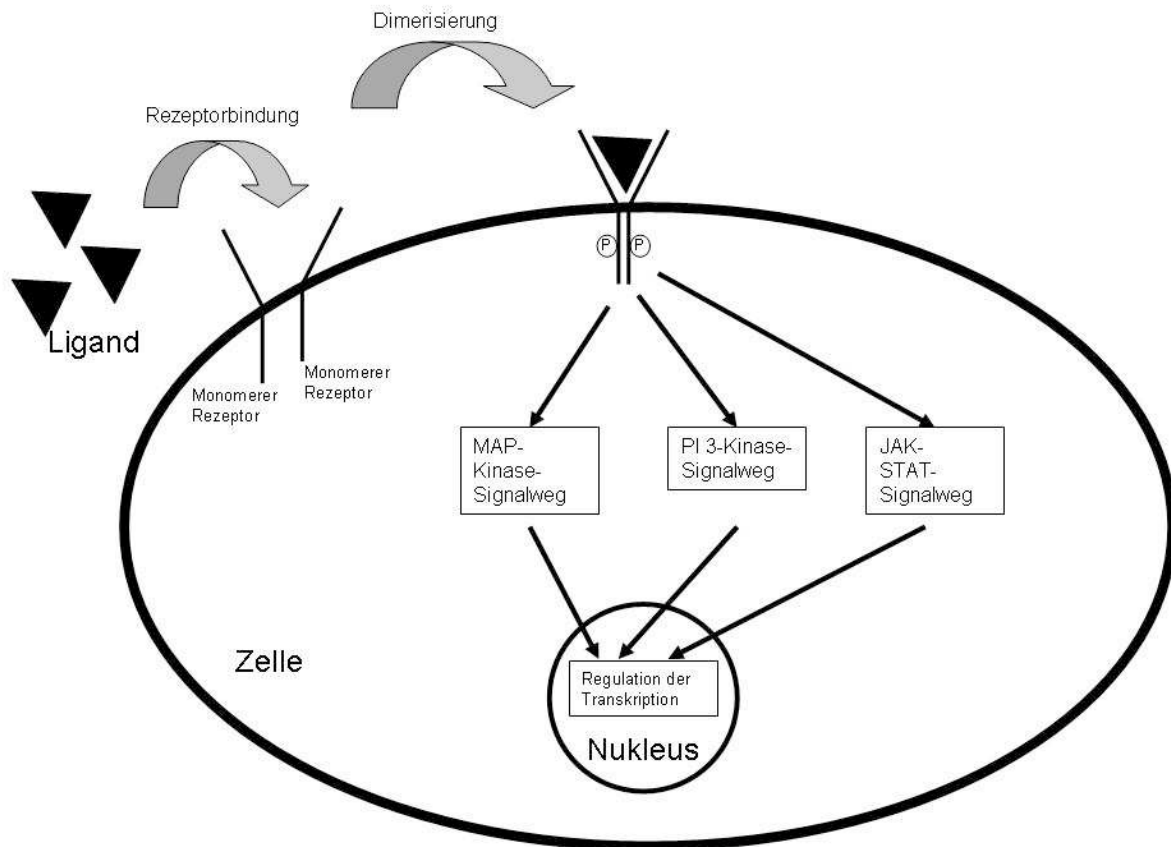 Dimerisierung
Rezeptorbindung
Ligand
Monomerer
Rezeptor
Monomerer
Rezeptor
P
P
MAP-
Kinase-
Signalweg
PI 3-Kinase-
Signalweg
JAK-
STAT-
Signalweg
Zelle
Regulation der
Transkription
Nukleus